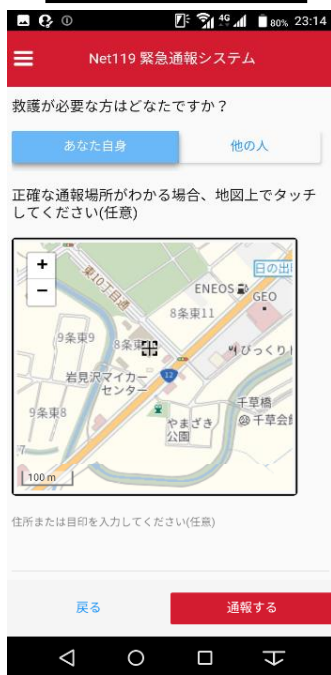 80% 23:14
4G
Net119 緊急通報システム
救護が必要な方はどなたですか?
あなた自身
他の人
正確な通報場所がわかる場合、地図上でタッチ
してください(任意)
+
−
東10丁目通
日の出
ENEOS
GEO
8条東11
9条東9
8条東
びっくり
岩見沢マイカー
センター
12
千草橋
9条東8
やまざき
公園
千草会館
100 m
住所または目印を入力してください(任意)
戻る
通報する